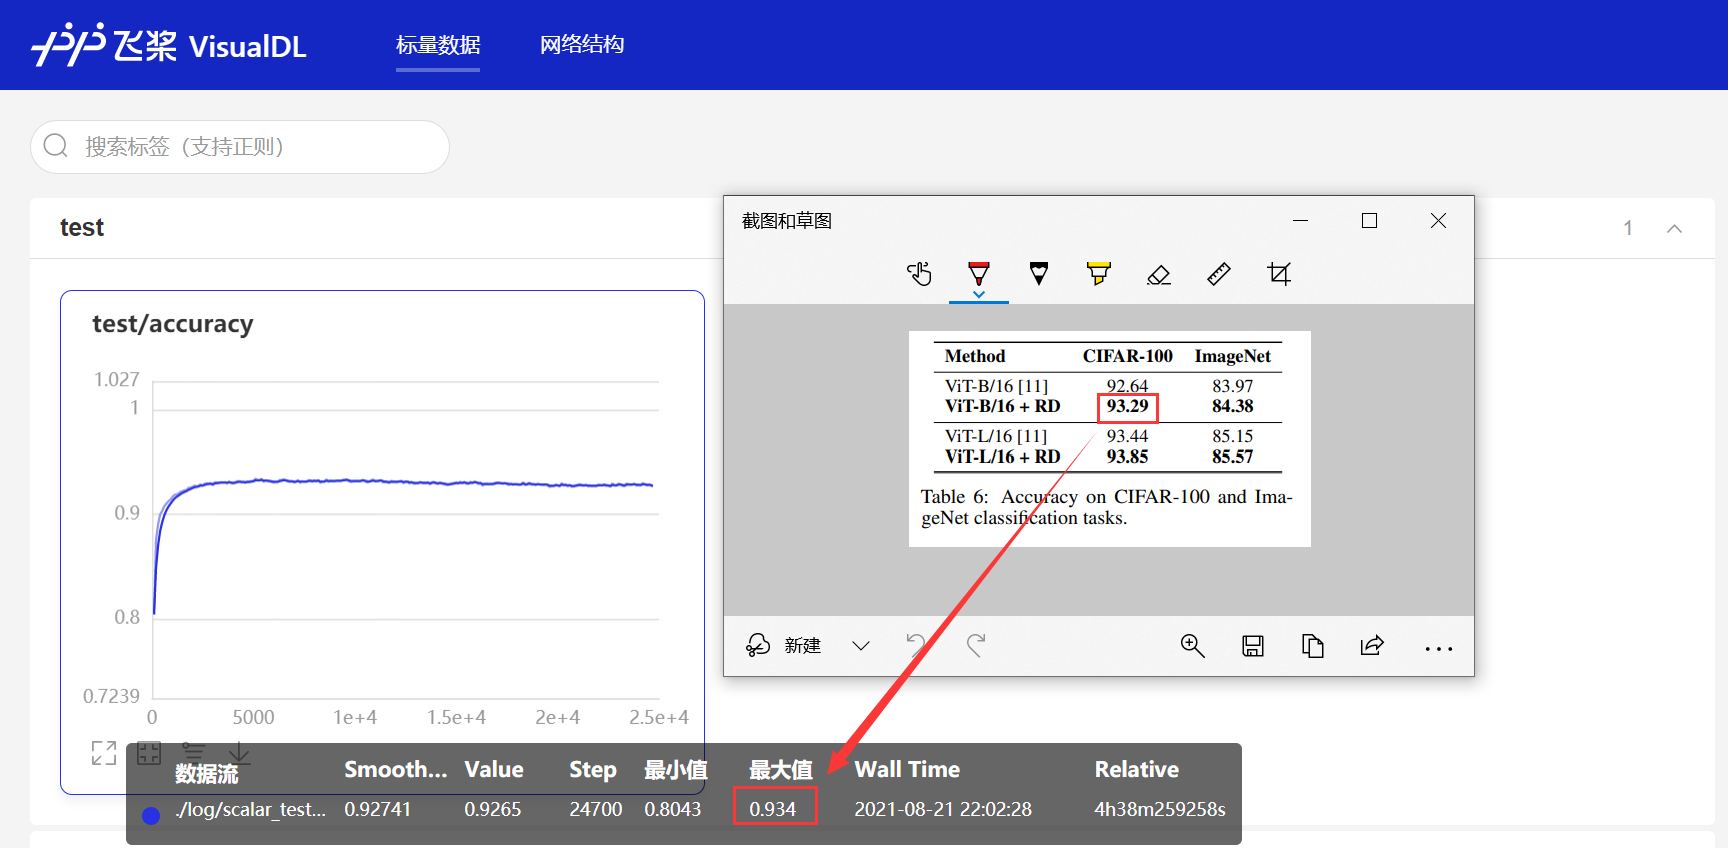 飞桨 VisualDL 标量数据 网络结构
搜索标签（支持正则）
test 1
test/accuracy
1.027
1
0.9
0.8
0.7239
0 5000 1e+4 1.5e+4 2e+4 2.5e+4
截图和草图
Method CIFAR-100 ImageNet
ViT-B/16 [11] 92.64 83.97
ViT-B/16 + RD 93.29 84.38
ViT-L/16 [11] 93.44 85.15
ViT-L/16 + RD 93.85 85.57
Table 6: Accuracy on CIFAR-100 and Ima-
geNet classification tasks.
新建
数据流 Smooth... Value Step 最小值 最大值 Wall Time Relative
./log/scalar_test... 0.92741 0.9265 24700 0.8043 0.934 2021-08-21 22:02:28 4h38m259258s